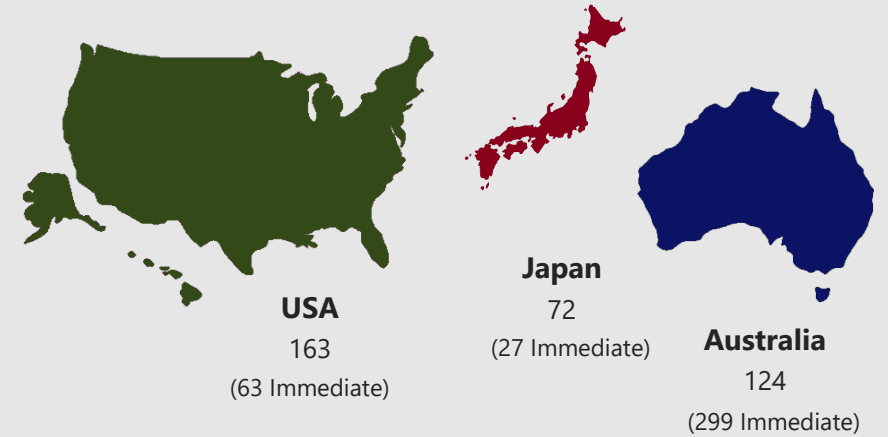 USA
163
(63 Immediate)
Japan
72
(27 Immediate)
Australia
124
(299 Immediate)